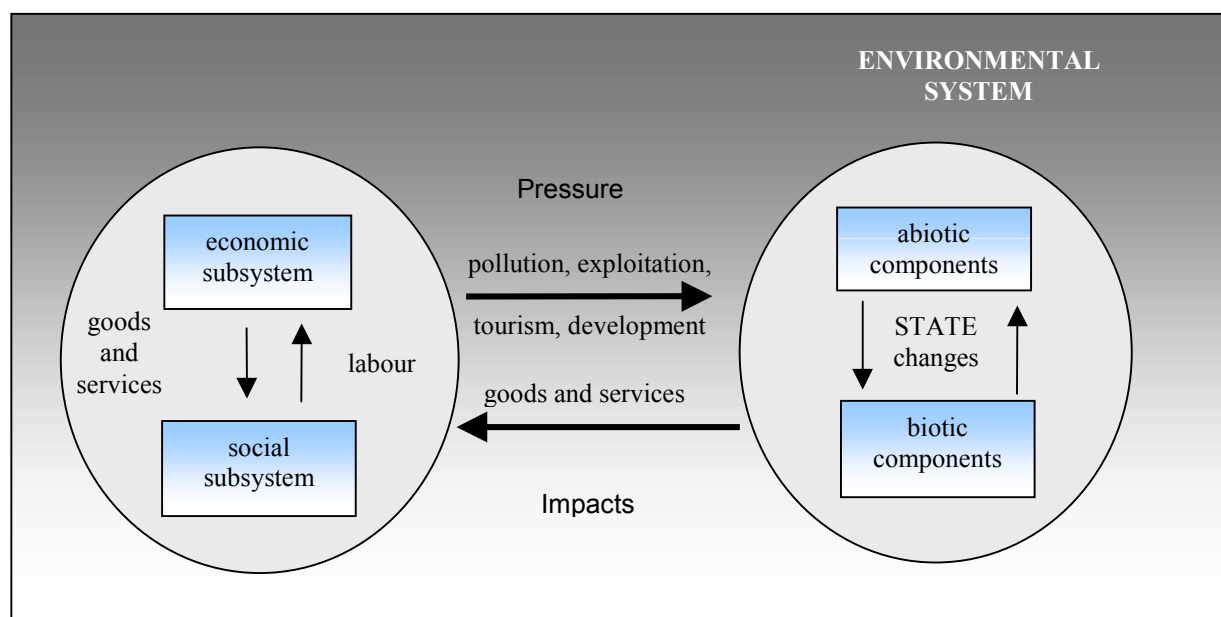 ENVIRONMENTAL
SYSTEM
Pressure
economic
subsystem
abiotic
components
pollution, exploitation,
tourism, development
goods
and
services
labour
STATE
changes
goods and services
social
subsystem
biotic
components
Impacts